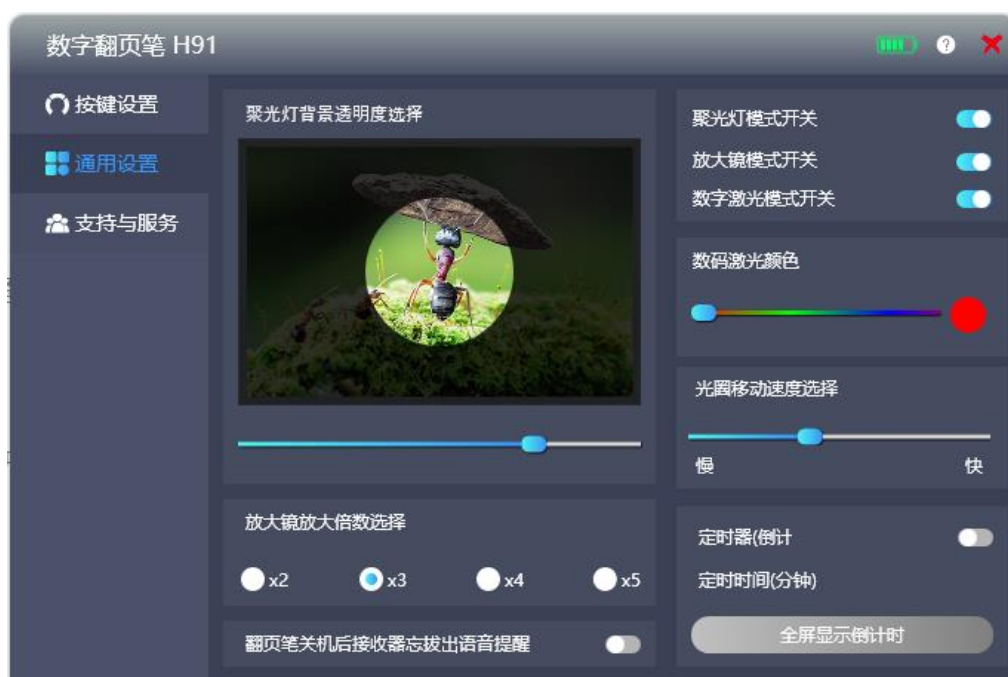 数字翻页笔 H91
?
按键设置
通用设置
支持与服务
聚光灯背景透明度选择
放大镜放大倍数选择
x2 x3 x4 x5
翻页笔关机后接收器忘拔出语音提醒
聚光灯模式开关
放大镜模式开关
数字激光模式开关
数码激光颜色
光圈移动速度选择
慢 快
定时器(倒计
定时时间(分钟)
全屏显示倒计时